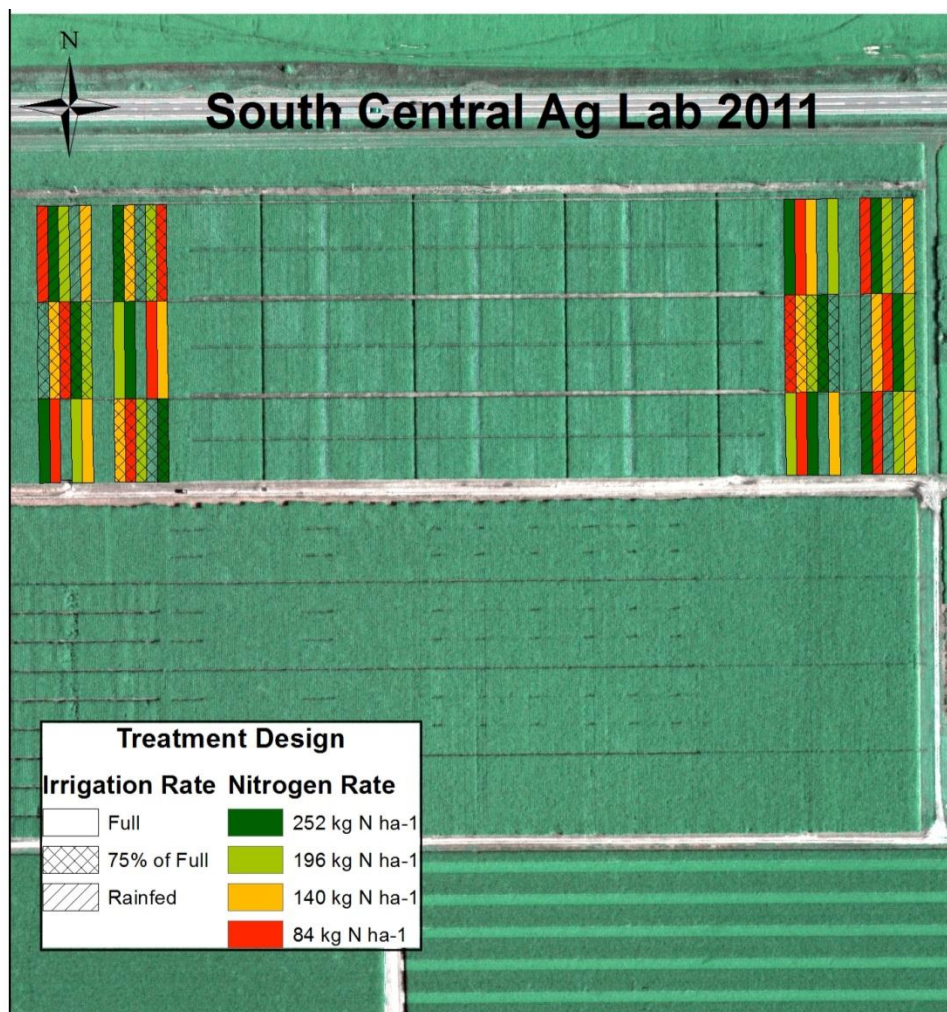 N
South Central Ag Lab 2011
Treatment Design
Irrigation Rate Nitrogen Rate
Full 252 kg N ha-1
75% of Full 196 kg N ha-1
Rainfed 140 kg N ha-1
84 kg N ha-1